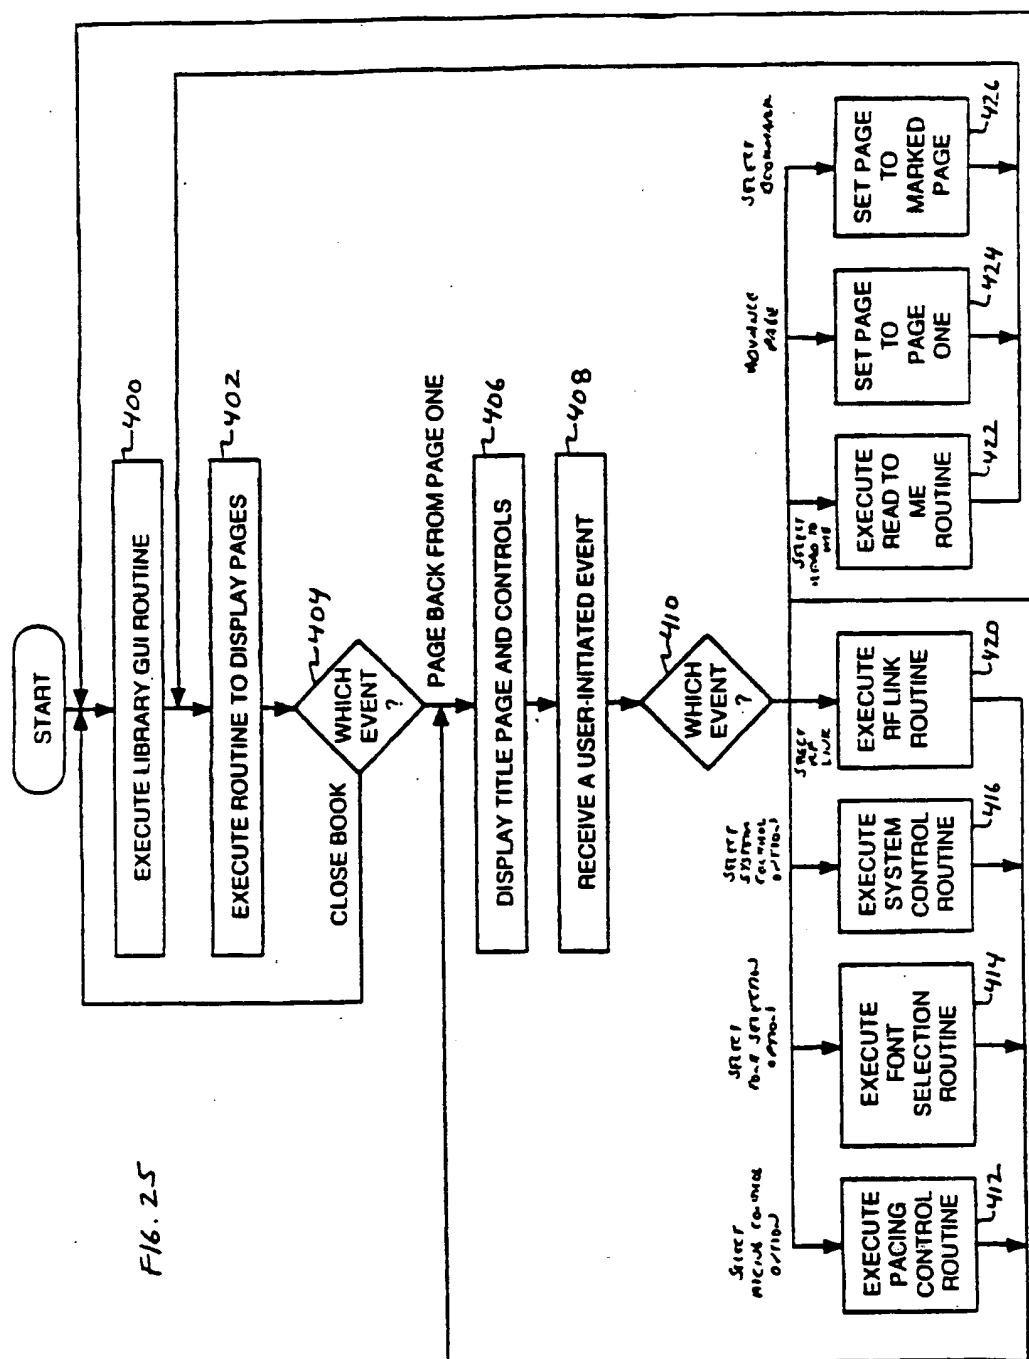 START
400
EXECUTE LIBRARY GUI ROUTINE
402
EXECUTE ROUTINE TO DISPLAY PAGES
404
WHICH
EVENT
?
CLOSE BOOK
PAGE BACK FROM PAGE ONE
406
DISPLAY TITLE PAGE AND CONTROLS
408
RECEIVE A USER-INITIATED EVENT
410
WHICH
EVENT
?
SELECT
PACING CONTROL
OPTION
EXECUTE
PACING
CONTROL
ROUTINE
412
SELECT
FONT SELECTION
OPTION
EXECUTE
FONT
SELECTION
ROUTINE
414
SELECT
SYSTEM
CONTROL
OPTION
EXECUTE
SYSTEM
CONTROL
ROUTINE
416
SELECT
RF
LINK
EXECUTE
RF LINK
ROUTINE
420
SELECT
READ TO
ME
EXECUTE
READ TO
ME
ROUTINE
422
ADVANCE
PAGE
SET PAGE
TO
PAGE
ONE
424
SELECT
BOOKMARK
SET PAGE
TO
MARKED
PAGE
426
FIG. 25